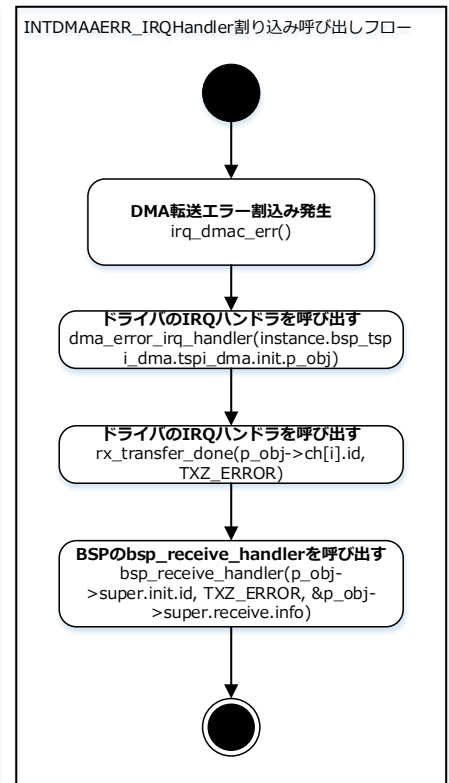 INTDMAAERR_IRQHandler割り込み呼び出しフロー
DMA転送エラー割込み発生
irq_dmac_err()
ドライバのIRQハンドラを呼び出す
dma_error_irq_handler(instance.bsp_tsp
i_dma.tspi_dma.init.p_obj)
ドライバのIRQハンドラを呼び出す
rx_transfer_done(p_obj->ch[i].id,
TXZ_ERROR)
BSPのbsp_receive_handlerを呼び出す
bsp_receive_handler(p_obj-
>super.init.id, TXZ_ERROR, &p_obj-
>super.receive.info)